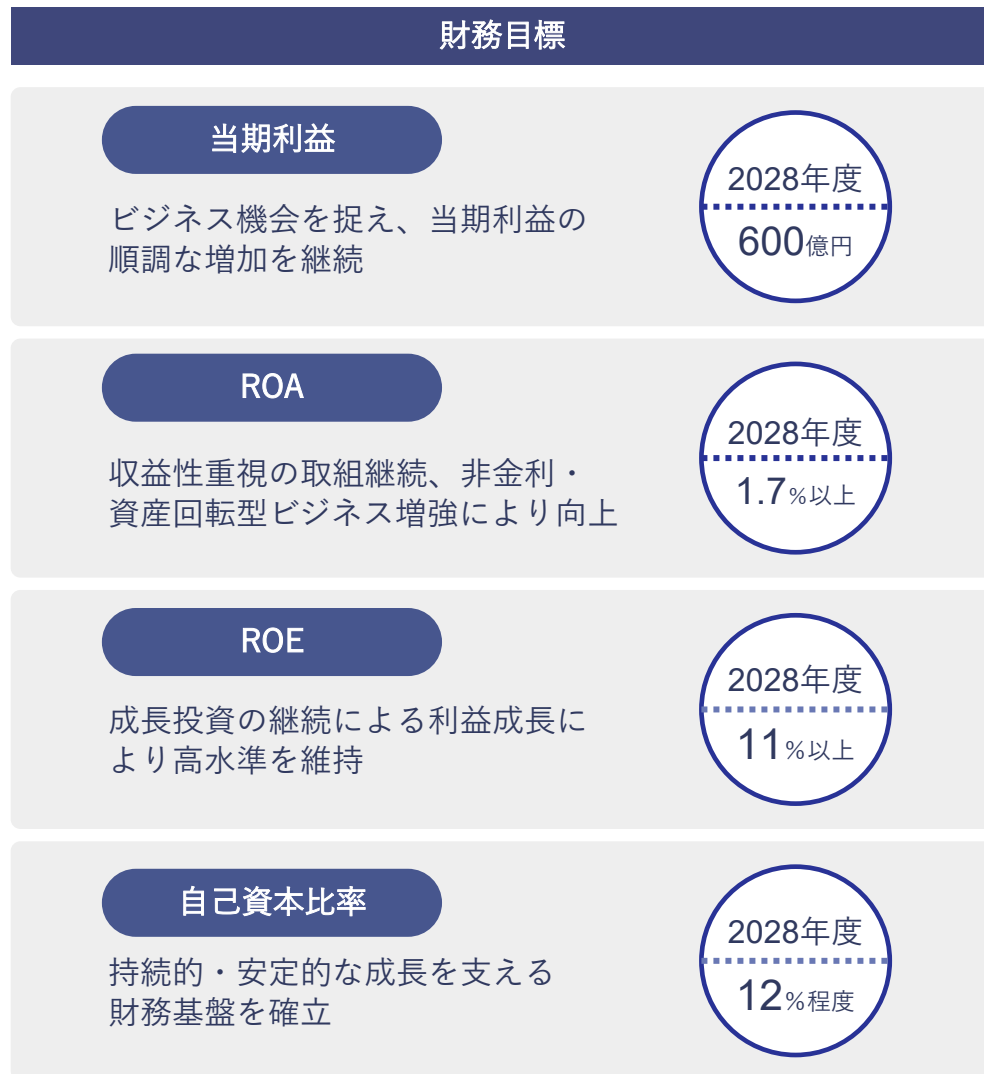 財務目標
当期利益
ビジネス機会を捉え、当期利益の
順調な増加を継続
2028年度
600億円
ROA
収益性重視の取組継続、非金利・
資産回転型ビジネス増強により向上
2028年度
1.7%以上
ROE
成長投資の継続による利益成長に
より高水準を維持
2028年度
11%以上
自己資本比率
持続的・安定的な成長を支える
財務基盤を確立
2028年度
12%程度